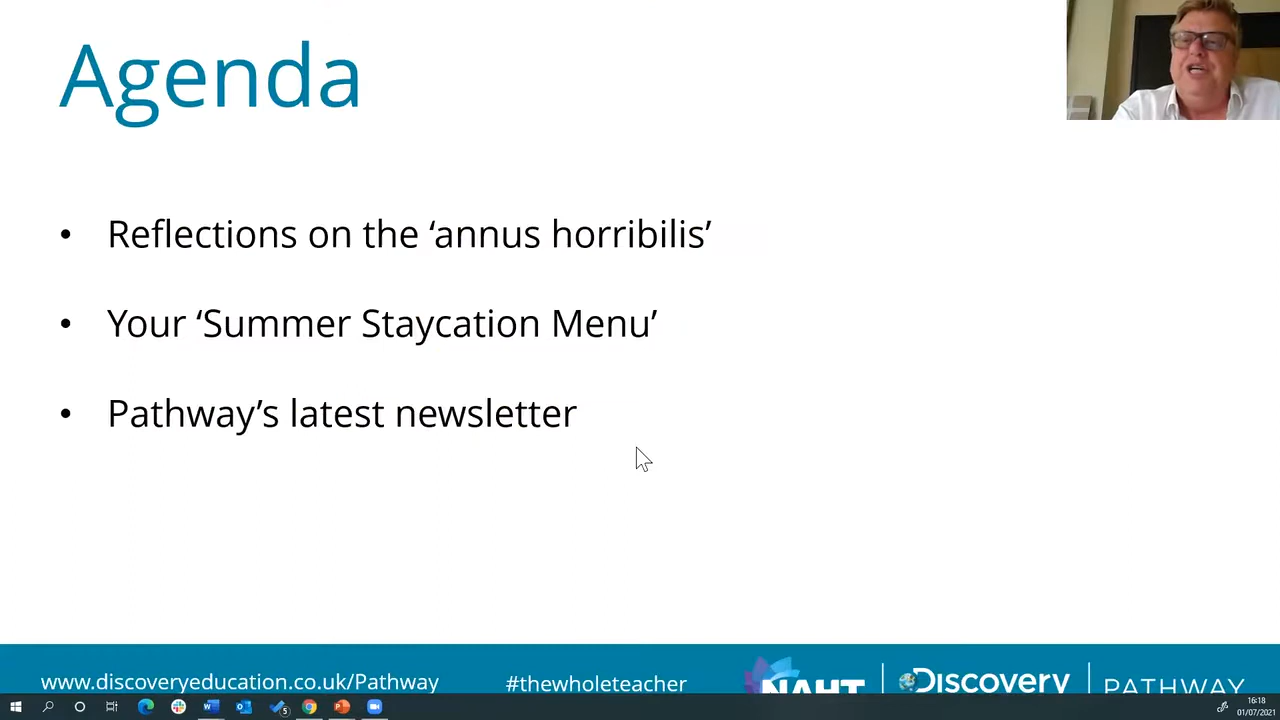 Agenda
• Reflections on the ‘annus horribilis’
• Your ‘Summer Staycation Menu’
• Pathway’s latest newsletter
www.discoveryeducation.co.uk/Pathway
#thewholeteacher
NAHT
Discovery
PATHWAY
5
16:18
01/07/2021